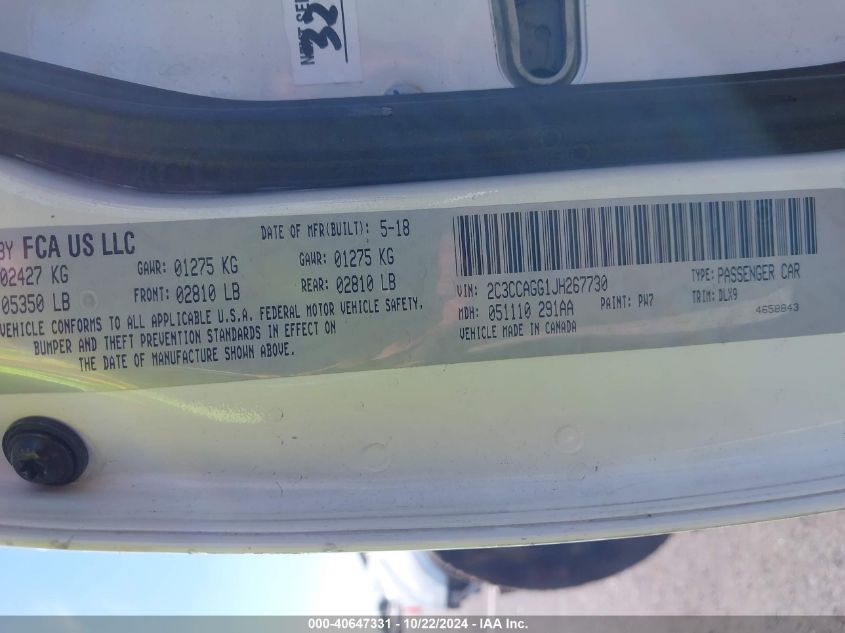 38
BY FCA US LLC
DATE OF MFR(BUILT): 5-18
02427 KG GAWR: 01275 KG GAWR: 01275 KG
05350 LB FRONT: 02810 LB REAR: 02810 LB
VEHICLE CONFORMS TO ALL APPLICABLE U.S.A. FEDERAL MOTOR VEHICLE SAFETY,
BUMPER AND THEFT PREVENTION STANDARDS IN EFFECT ON
THE DATE OF MANUFACTURE SHOWN ABOVE.
VIN: 2C3CCAGG1JH267730 TYPE: PASSENGER CAR
MDH: 051110 291AA PAINT: PW7 TRIM: DLX9
VEHICLE MADE IN CANADA 4658843
000-40647331 - 10/22/2024 - IAA Inc.